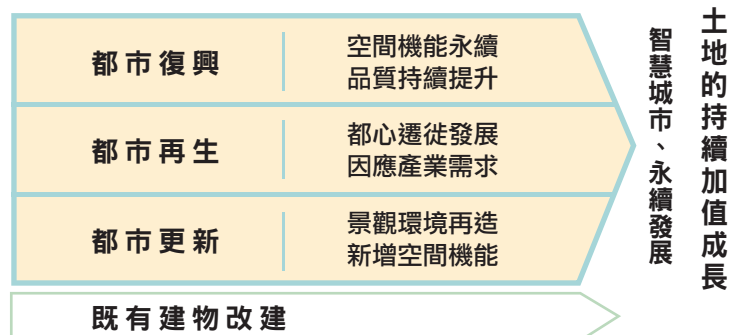 都市復興
空間機能永續
品質持續提升
都市再生
都心遷徙發展
因應產業需求
都市更新
景觀環境再造
新增空間機能
既有建物改建
智慧城市、永續發展
土地的持續加值成長